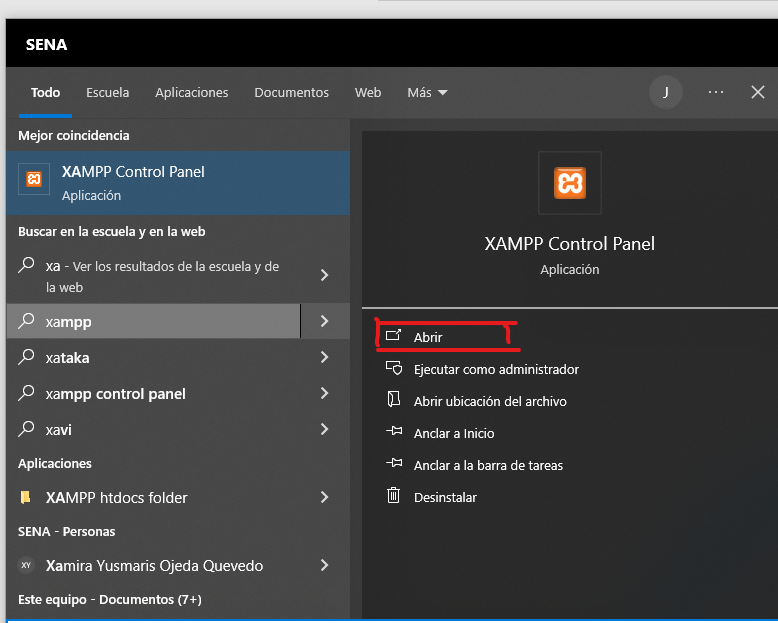 SENA
Todo Escuela Aplicaciones Documentos Web Más J ...
Mejor coincidencia
XAMPP Control Panel
Aplicación
Buscar en la escuela y en la web
xa - Ver los resultados de la escuela y de
la web
xampp
xataka
xampp control panel
xavi
Aplicaciones
XAMPP htdocs folder
SENA - Personas
XY Xamira Yusmaris Ojeda Quevedo
Este equipo - Documentos (7+)
XAMPP Control Panel
Aplicación
Abrir
Ejecutar como administrador
Abrir ubicación del archivo
Anclar a Inicio
Anclar a la barra de tareas
Desinstalar